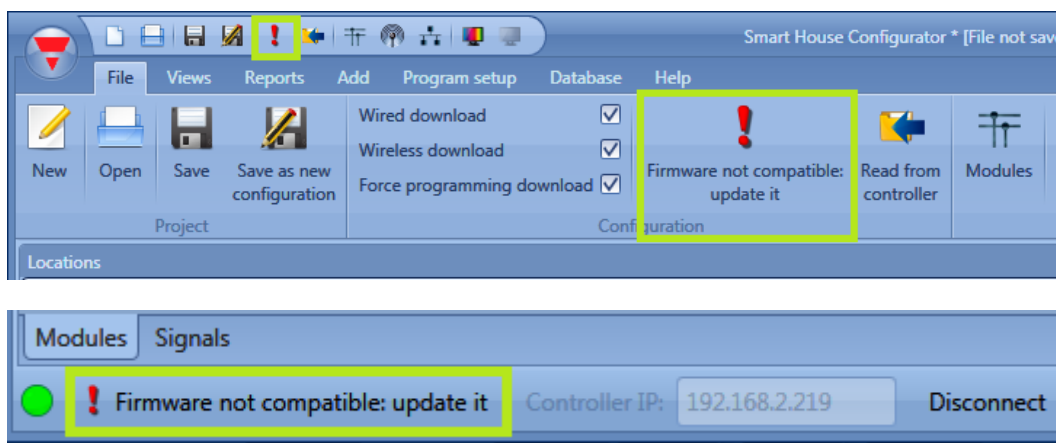 Smart House Configurator * [File not save
File Views Reports Add Program setup Database Help
New
Open
Save
Save as new
configuration
Project
Wired download
Wireless download
Force programming download
Firmware not compatible:
update it
Read from
controller
Configuration
Modules
Locations
Modules Signals
Firmware not compatible: update it Controller IP: 192.168.2.219 Disconnect